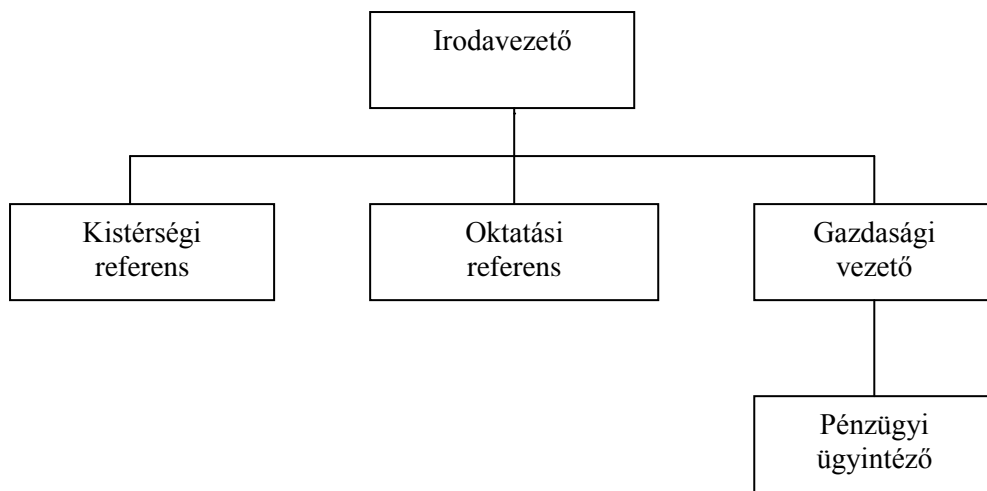 Irodavezető
Kistérségi
referens
Oktatási
referens
Gazdasági
vezető
Pénzügyi
ügyintéző